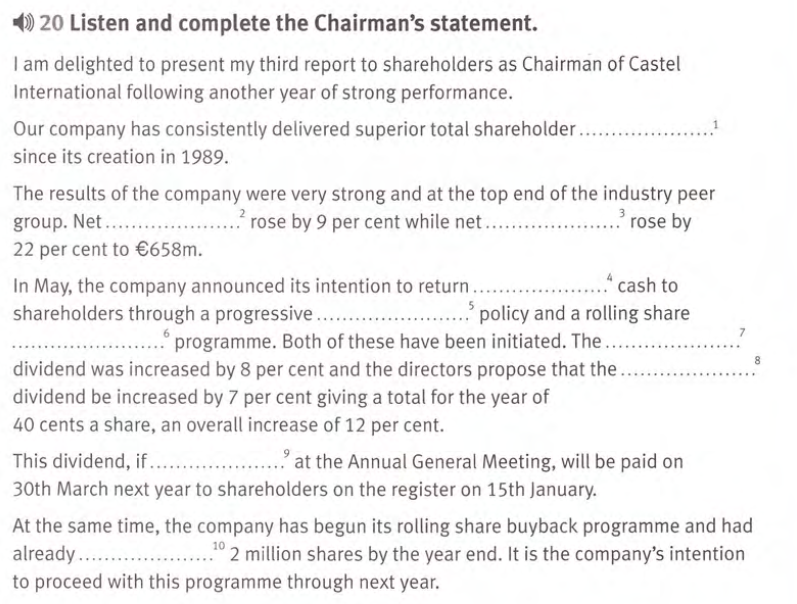 20 Listen and complete the Chairman's statement.
I am delighted to present my third report to shareholders as Chairman of Castel
International following another year of strong performance.
Our company has consistently delivered superior total shareholder ......................1
since its creation in 1989.
The results of the company were very strong and at the top end of the industry peer
group. Net ......................2 rose by 9 per cent while net ......................3 rose by
22 per cent to €658m.
In May, the company announced its intention to return ......................4 cash to
shareholders through a progressive .........................5 policy and a rolling share
.........................6 programme. Both of these have been initiated. The ......................7
dividend was increased by 8 per cent and the directors propose that the ......................8
dividend be increased by 7 per cent giving a total for the year of
40 cents a share, an overall increase of 12 per cent.
This dividend, if ......................9 at the Annual General Meeting, will be paid on
30th March next year to shareholders on the register on 15th January.
At the same time, the company has begun its rolling share buyback programme and had
already ......................10 2 million shares by the year end. It is the company's intention
to proceed with this programme through next year.